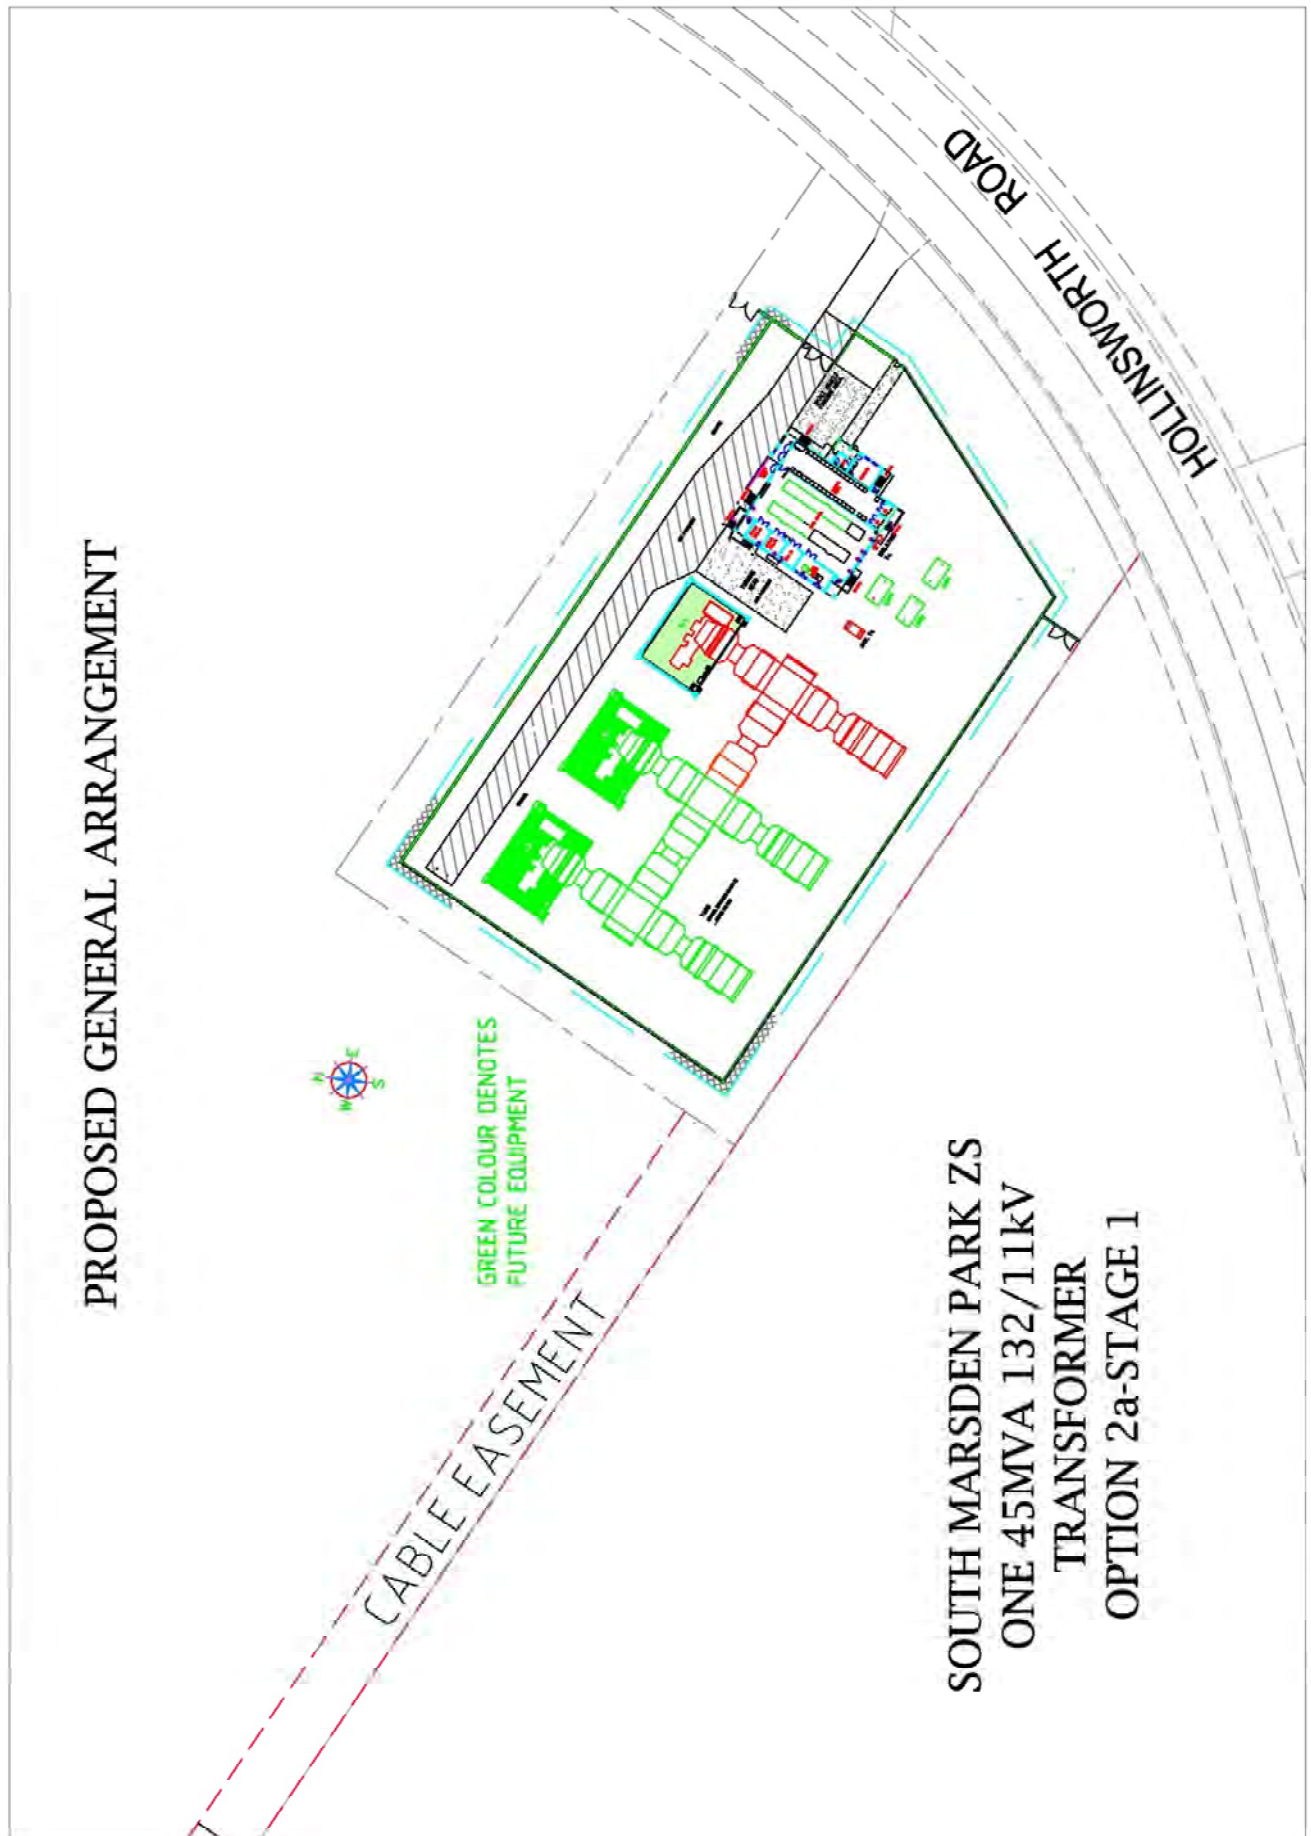 PROPOSED GENERAL ARRANGEMENT
HOLLINSWORTH ROAD
N
E
S
W
GREEN COLOUR DENOTES
FUTURE EQUIPMENT
CABLE EASEMENT
SOUTH MARSDEN PARK ZS
ONE 45MVA 132/11kV
TRANSFORMER
OPTION 2a-STAGE 1